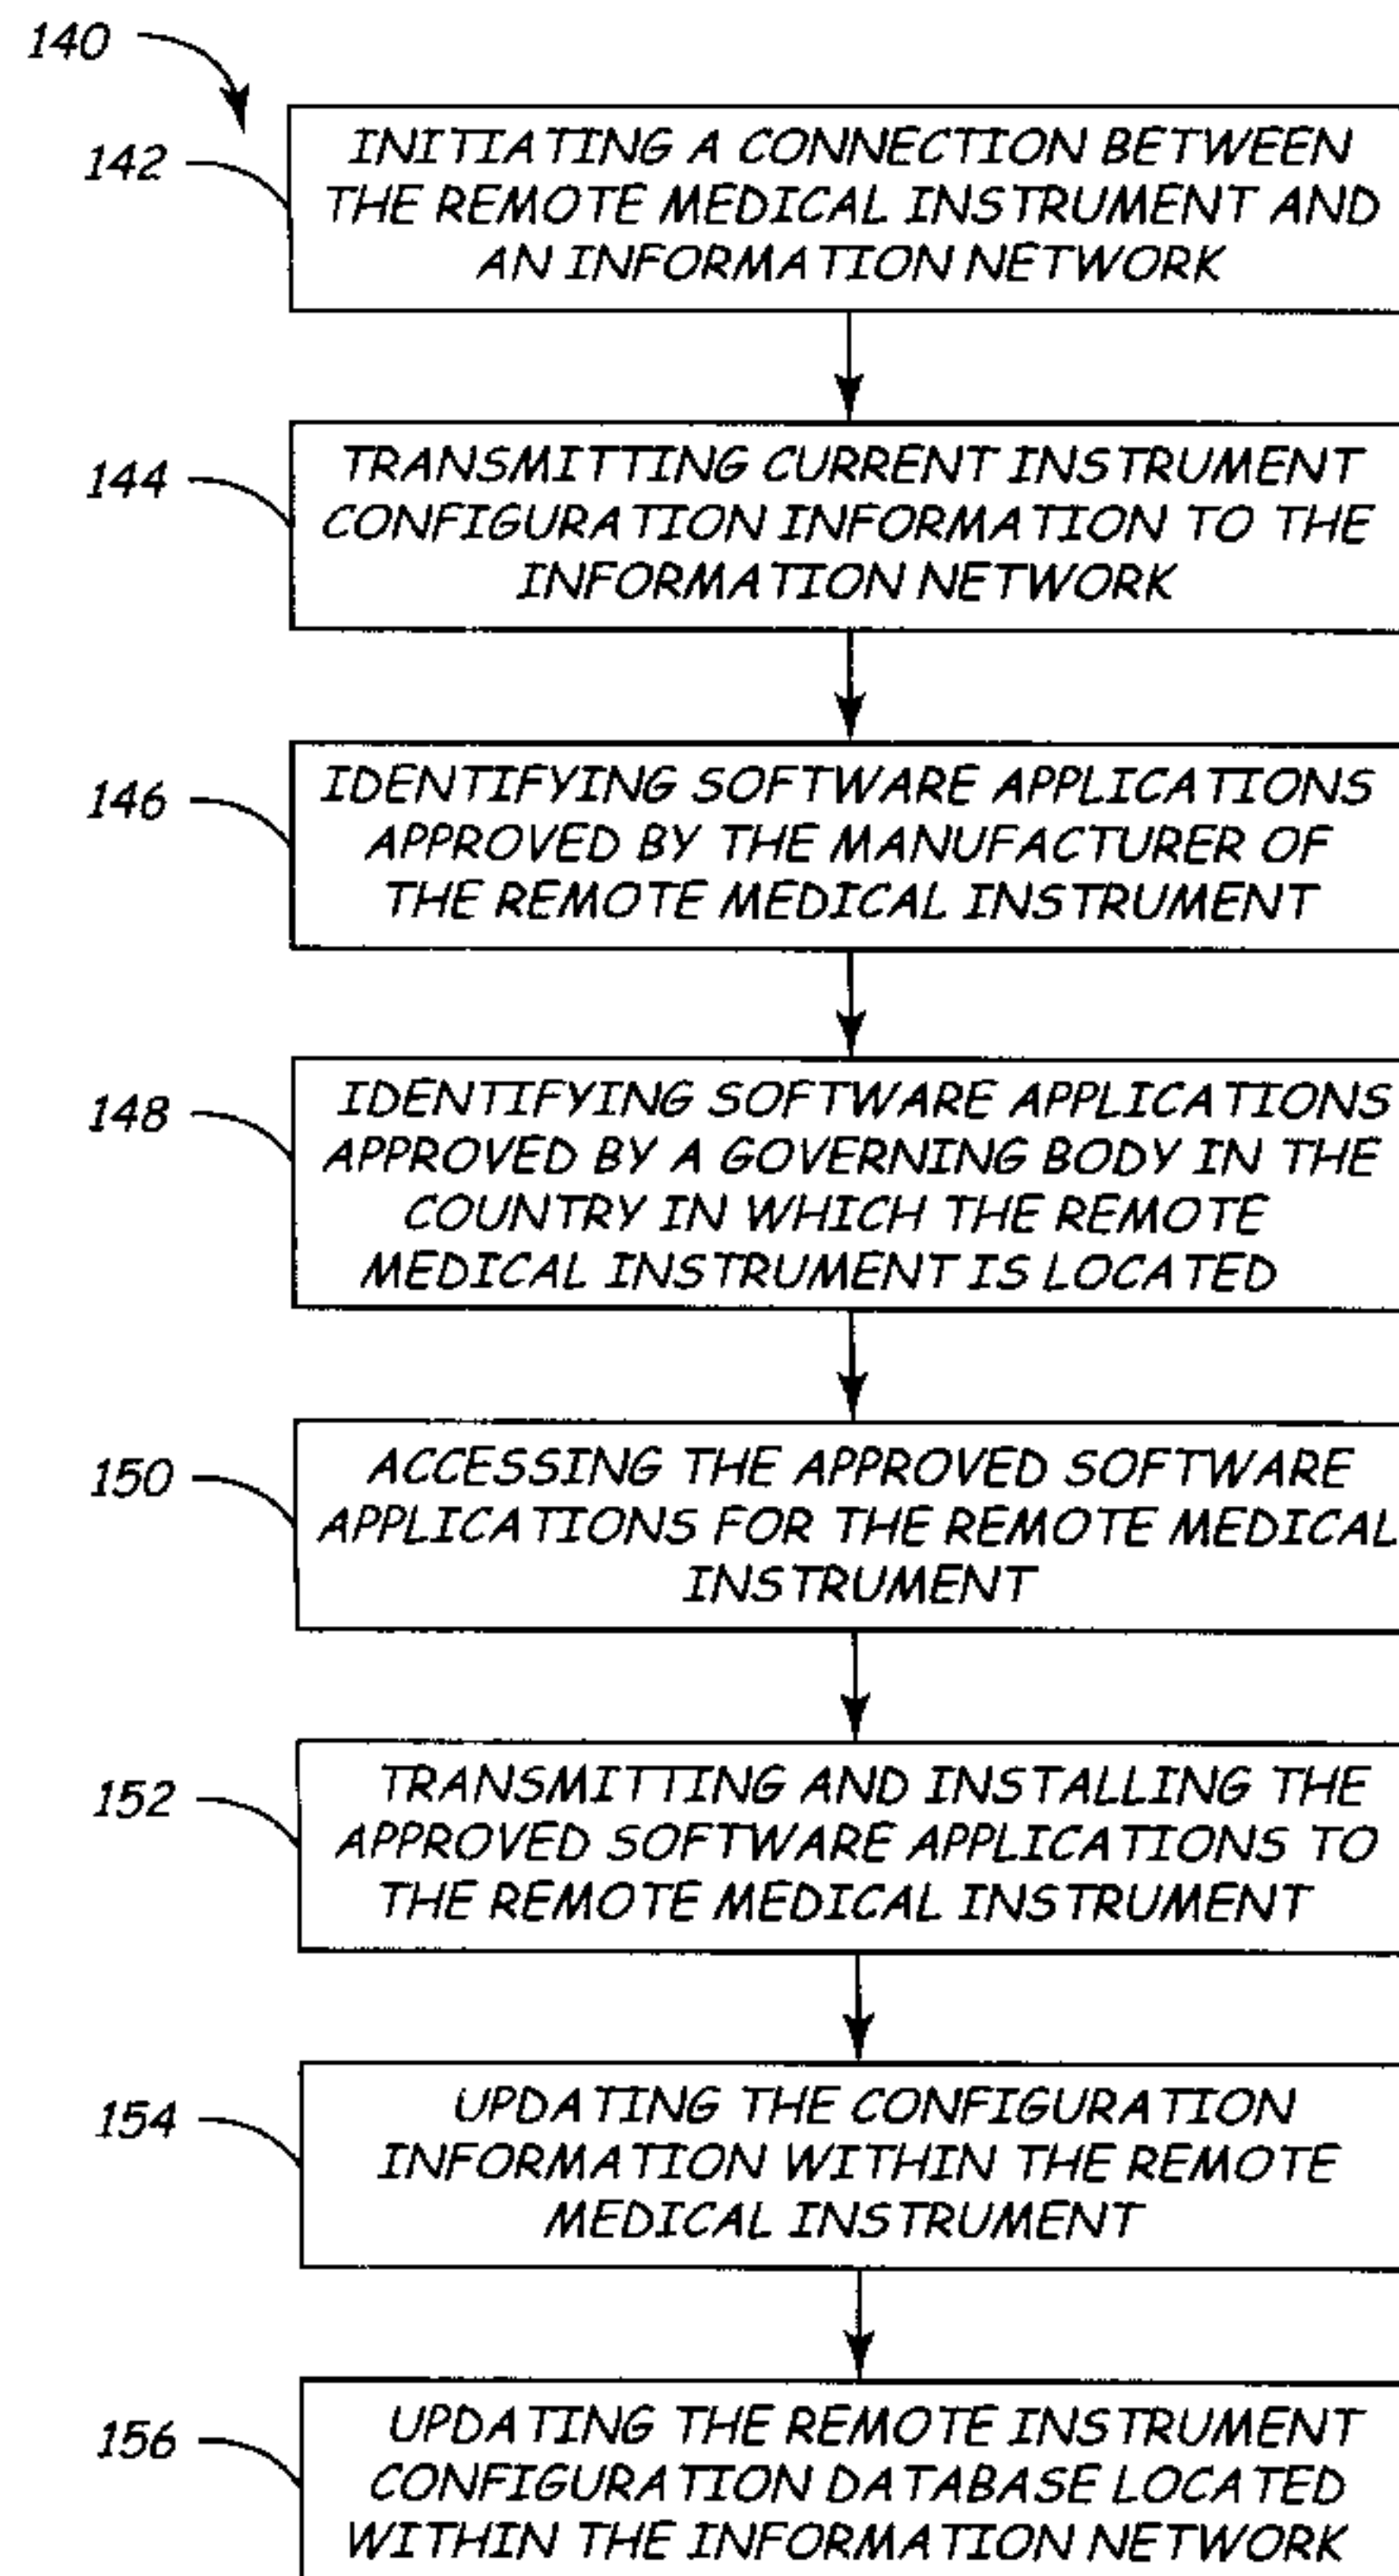 140
142
INITIATING A CONNECTION BETWEEN
THE REMOTE MEDICAL INSTRUMENT AND
AN INFORMATION NETWORK
144
TRANSMITTING CURRENT INSTRUMENT
CONFIGURATION INFORMATION TO THE
INFORMATION NETWORK
146
IDENTIFYING SOFTWARE APPLICATIONS
APPROVED BY THE MANUFACTURER OF
THE REMOTE MEDICAL INSTRUMENT
148
IDENTIFYING SOFTWARE APPLICATIONS
APPROVED BY A GOVERNING BODY IN THE
COUNTRY IN WHICH THE REMOTE
MEDICAL INSTRUMENT IS LOCATED
150
ACCESSING THE APPROVED SOFTWARE
APPLICATIONS FOR THE REMOTE MEDICAL
INSTRUMENT
152
TRANSMITTING AND INSTALLING THE
APPROVED SOFTWARE APPLICATIONS TO
THE REMOTE MEDICAL INSTRUMENT
154
UPDATING THE CONFIGURATION
INFORMATION WITHIN THE REMOTE
MEDICAL INSTRUMENT
156
UPDATING THE REMOTE INSTRUMENT
CONFIGURATION DATABASE LOCATED
WITHIN THE INFORMATION NETWORK